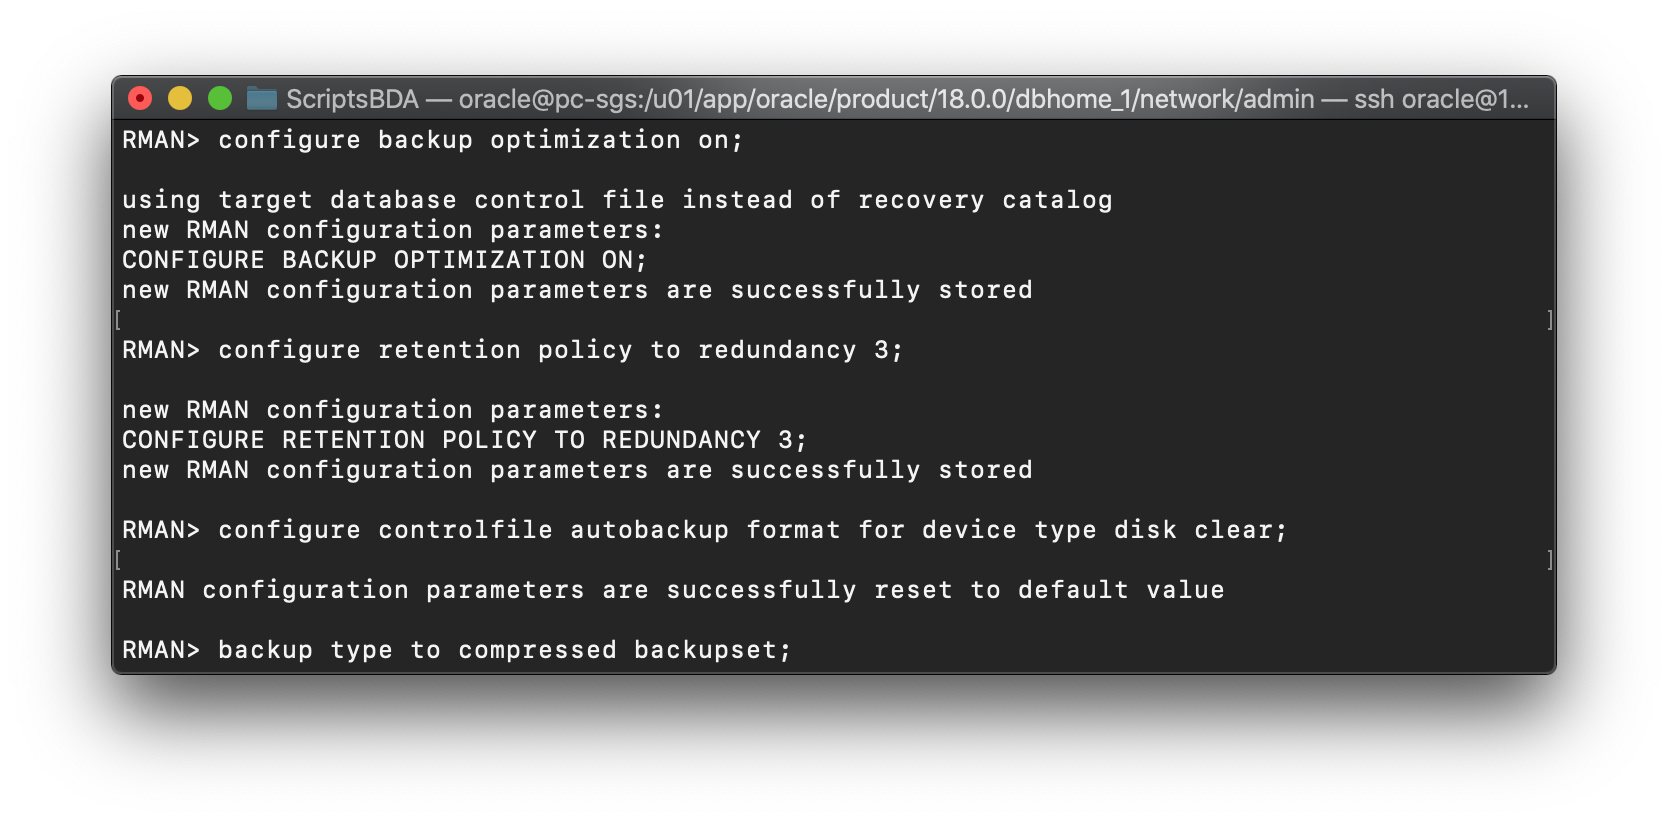 ScriptsBDA — oracle@pc-sgs:/u01/app/oracle/product/18.0.0/dbhome_1/network/admin — ssh oracle@1...
RMAN> configure backup optimization on;
using target database control file instead of recovery catalog
new RMAN configuration parameters:
CONFIGURE BACKUP OPTIMIZATION ON;
new RMAN configuration parameters are successfully stored
[ ]
RMAN> configure retention policy to redundancy 3;
new RMAN configuration parameters:
CONFIGURE RETENTION POLICY TO REDUNDANCY 3;
new RMAN configuration parameters are successfully stored
RMAN> configure controlfile autobackup format for device type disk clear;
[ ]
RMAN configuration parameters are successfully reset to default value
RMAN> backup type to compressed backupset;